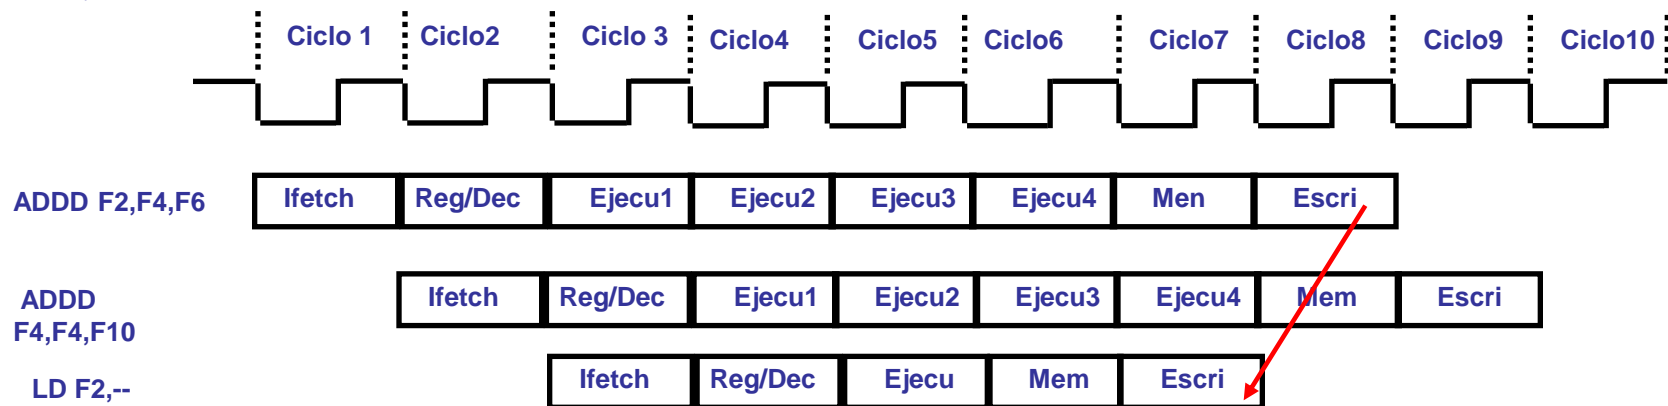 Ciclo 1 Ciclo2 Ciclo 3 Ciclo4 Ciclo5 Ciclo6 Ciclo7 Ciclo8 Ciclo9 Ciclo10
ADDD F2,F4,F6 Ifetch Reg/Dec Ejecu1 Ejecu2 Ejecu3 Ejecu4 Men Escri
ADDD Ifetch Reg/Dec Ejecu1 Ejecu2 Ejecu3 Ejecu4 Mem Escri
F4,F4,F10
LD F2,-- Ifetch Reg/Dec Ejecu Mem Escri